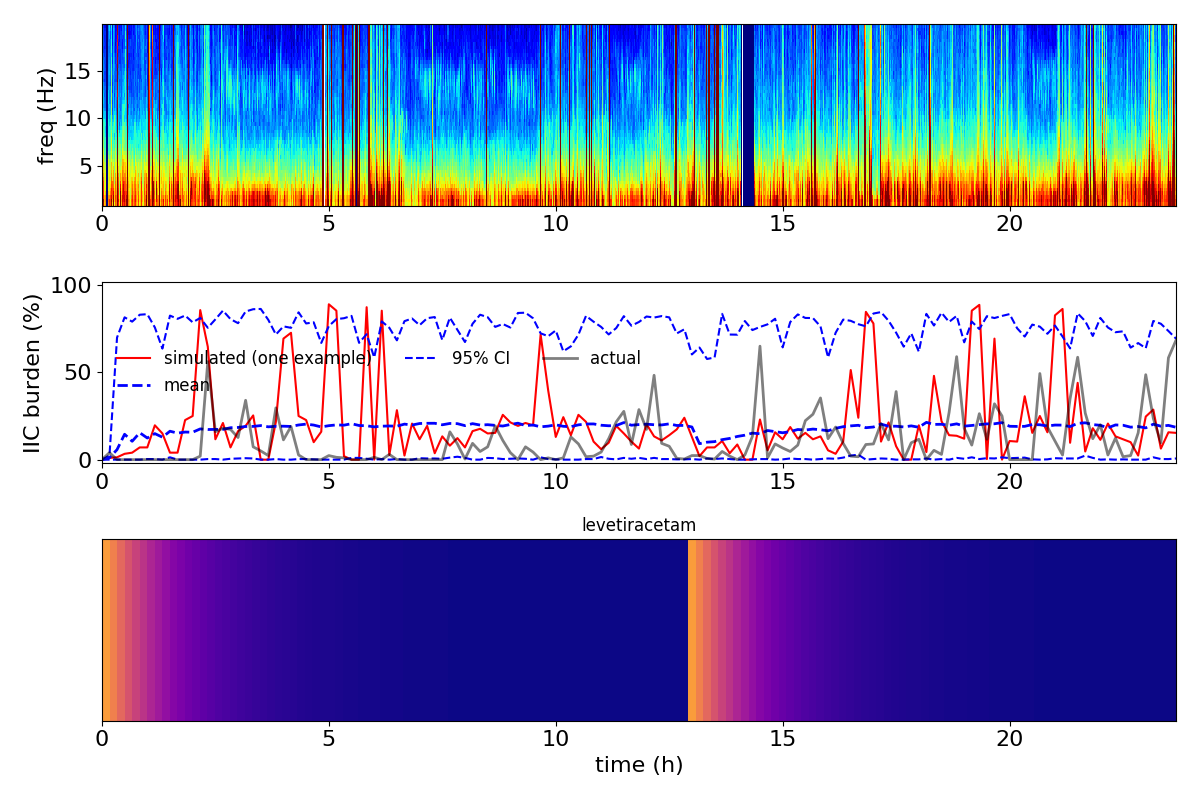 freq (Hz)
15
10
5
0 5 10 15 20
IIC burden (%)
100
50
0
simulated (one example) 95% CI actual
mean
0 5 10 15 20
levetiracetam
0 5 10 15 20
time (h)